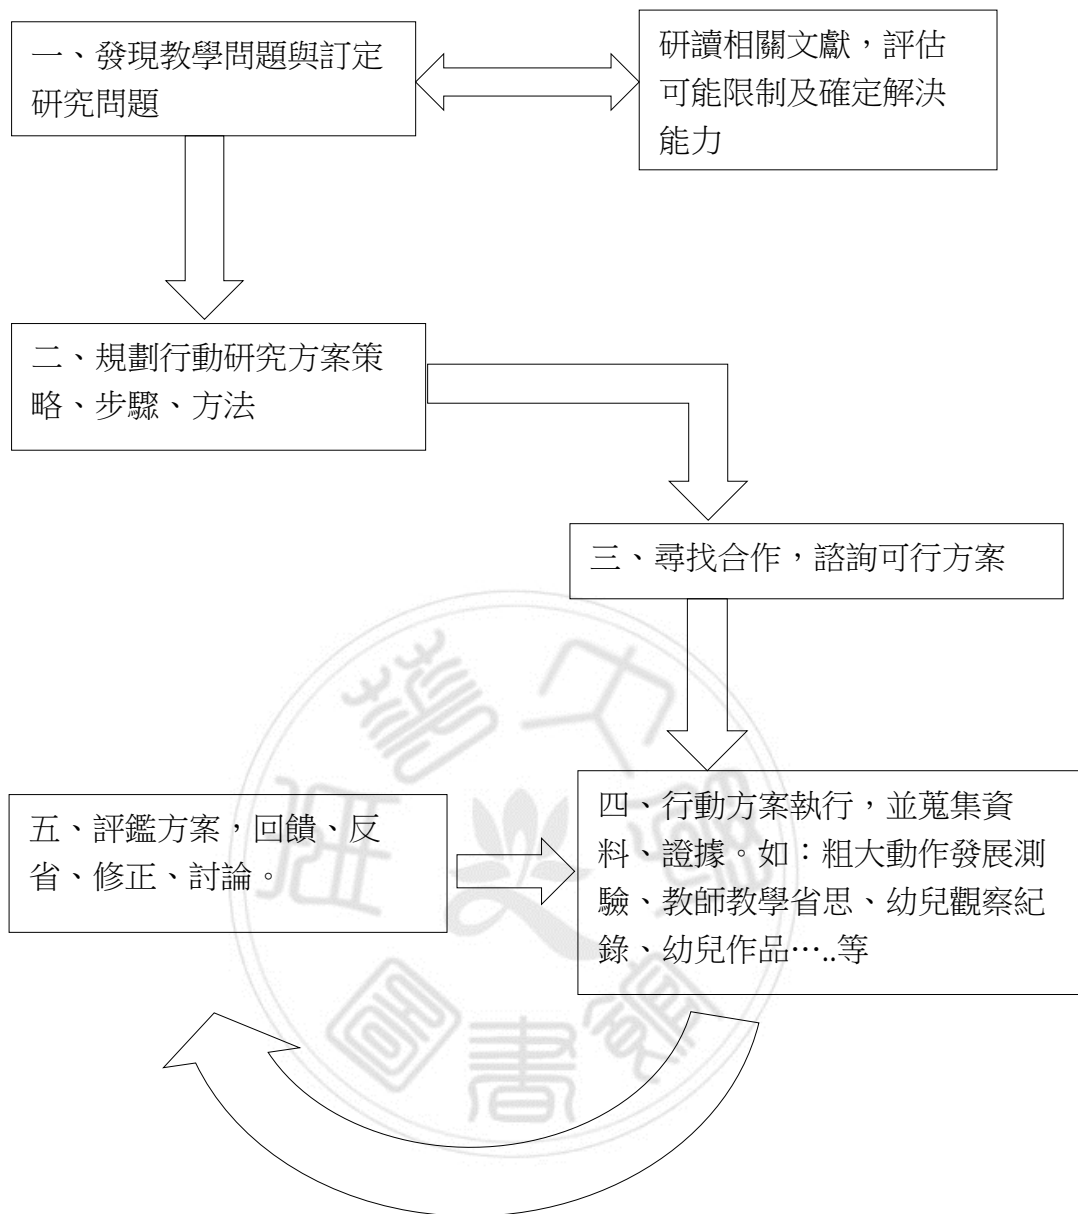 一、發現教學問題與訂定
研究問題
研讀相關文獻，評估
可能限制及確定解決
能力
二、規劃行動研究方案策
略、步驟、方法
三、尋找合作，諮詢可行方案
四、行動方案執行，並蒐集資
料、證據。如：粗大動作發展測
驗、教師教學省思、幼兒觀察紀
錄、幼兒作品…..等
五、評鑑方案，回饋、反
省、修正、討論。